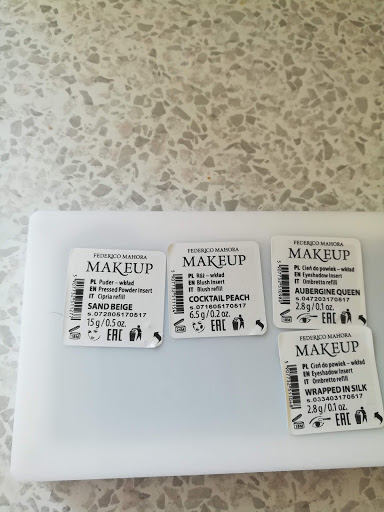 FEDERICO MAHORA
MAKEUP
PL Puder – wkład
EN Pressed Powder Insert
IT Cipria refill
SAND BEIGE
s.072805170517
15 g / 0.5 oz.
EAC
FEDERICO MAHORA
MAKEUP
PL Róż – wkład
EN Blush Insert
IT Blush refill
COCKTAIL PEACH
s.071605170517
6.5 g / 0.2 oz.
EAC
FEDERICO MAHORA
MAKEUP
PL Cień do powiek – wkład
EN Eyeshadow Insert
IT Ombretto refill
AUBERGINE QUEEN
s.047203170517
2.8 g / 0.1 oz.
EAC
FEDERICO MAHORA
MAKEUP
PL Cień do powiek – wkład
EN Eyeshadow Insert
IT Ombretto refill
WRAPPED IN SILK
s.033403170517
2.8 g / 0.1 oz.
EAC